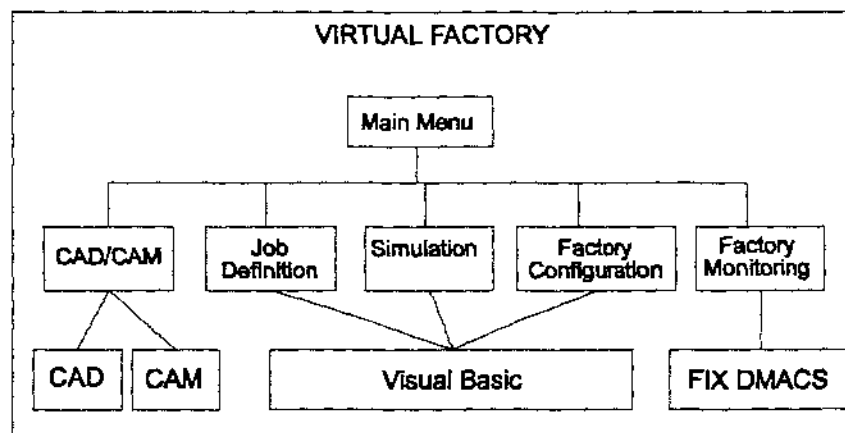 VIRTUAL FACTORY
Main Menu
CAD/CAM
Job
Definition
Simulation
Factory
Configuration
Factory
Monitoring
CAD
CAM
Visual Basic
FIX DMACS